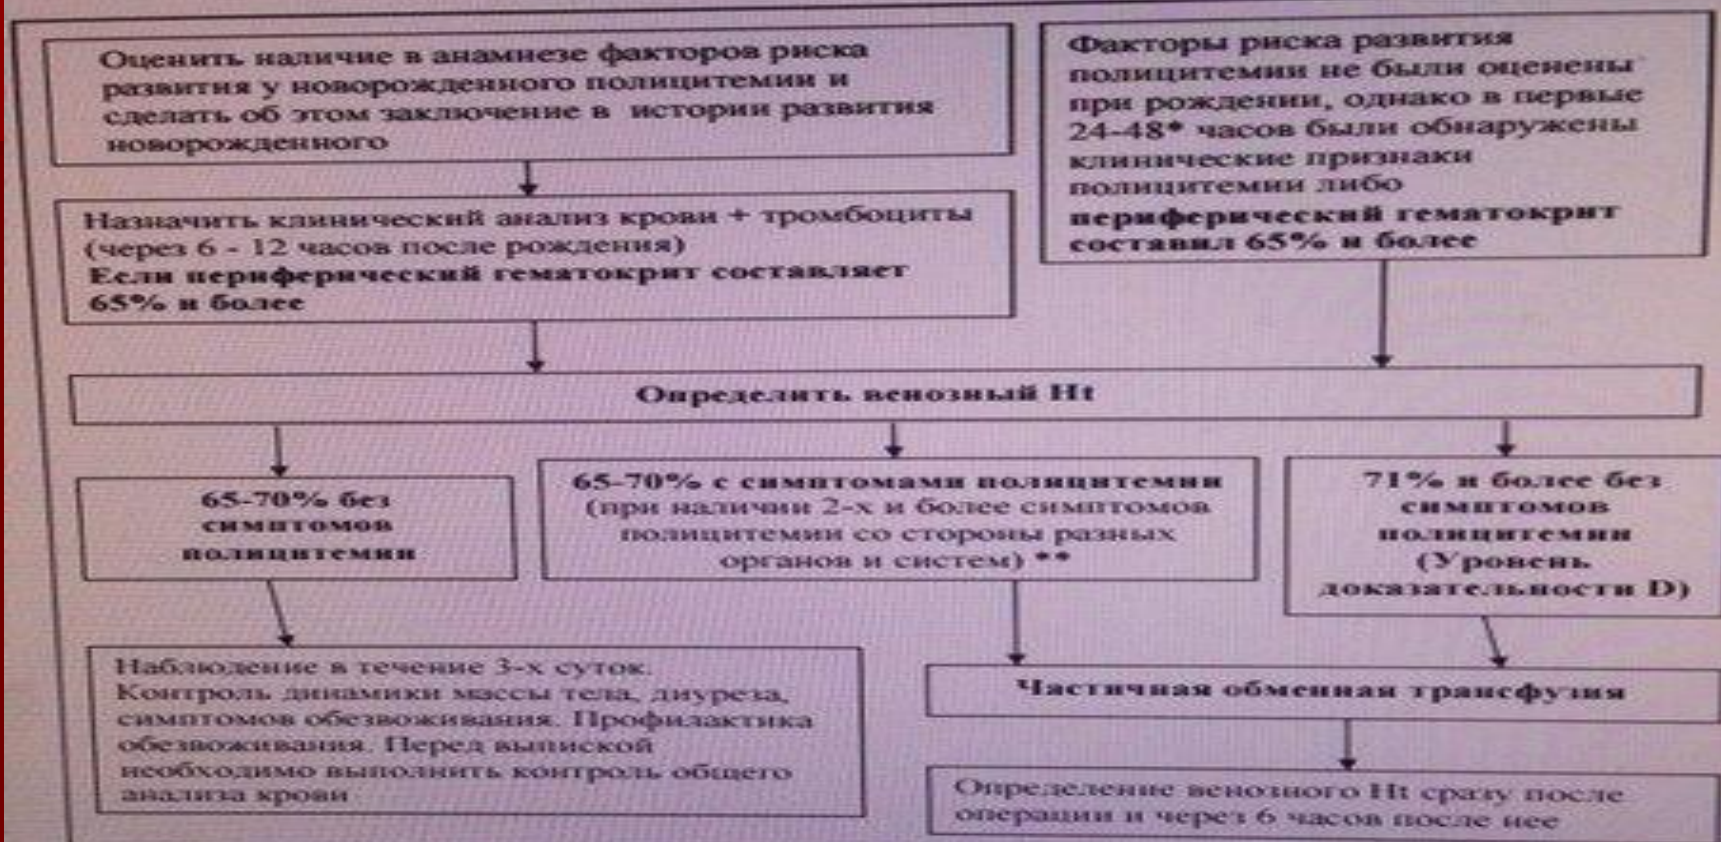 Оценить наличие в анамнезе факторов риска
развития у новорожденного полицитемии и
сделать об этом заключение в истории развития
новорожденного
Факторы риска развития
полицитемии не были оценены
при рождении, однако в первые
24-48* часов были обнаружены
клинические признаки
полицитемии либо
периферический гематокрит
составил 65% и более
Назначить клинический анализ крови + тромбоциты
(через 6 - 12 часов после рождения)
Если периферический гематокрит составляет
65% и более
Определить венозный Ht
65-70% без
симптомов
полицитемии
65-70% с симптомами полицитемии
(при наличии 2-х и более симптомов
полицитемии со стороны разных
органов и систем) **
71% и более без
симптомов
полицитемии
(Уровень
доказательности D)
Наблюдение в течение 3-х суток.
Контроль динамики массы тела, диуреза,
симптомов обезвоживания. Профилактика
обезвоживания. Перед выпиской
необходимо выполнить контроль общего
анализа крови
Частичная обменная трансфузия
Определение венозного Ht сразу после
операции и через 6 часов после нее